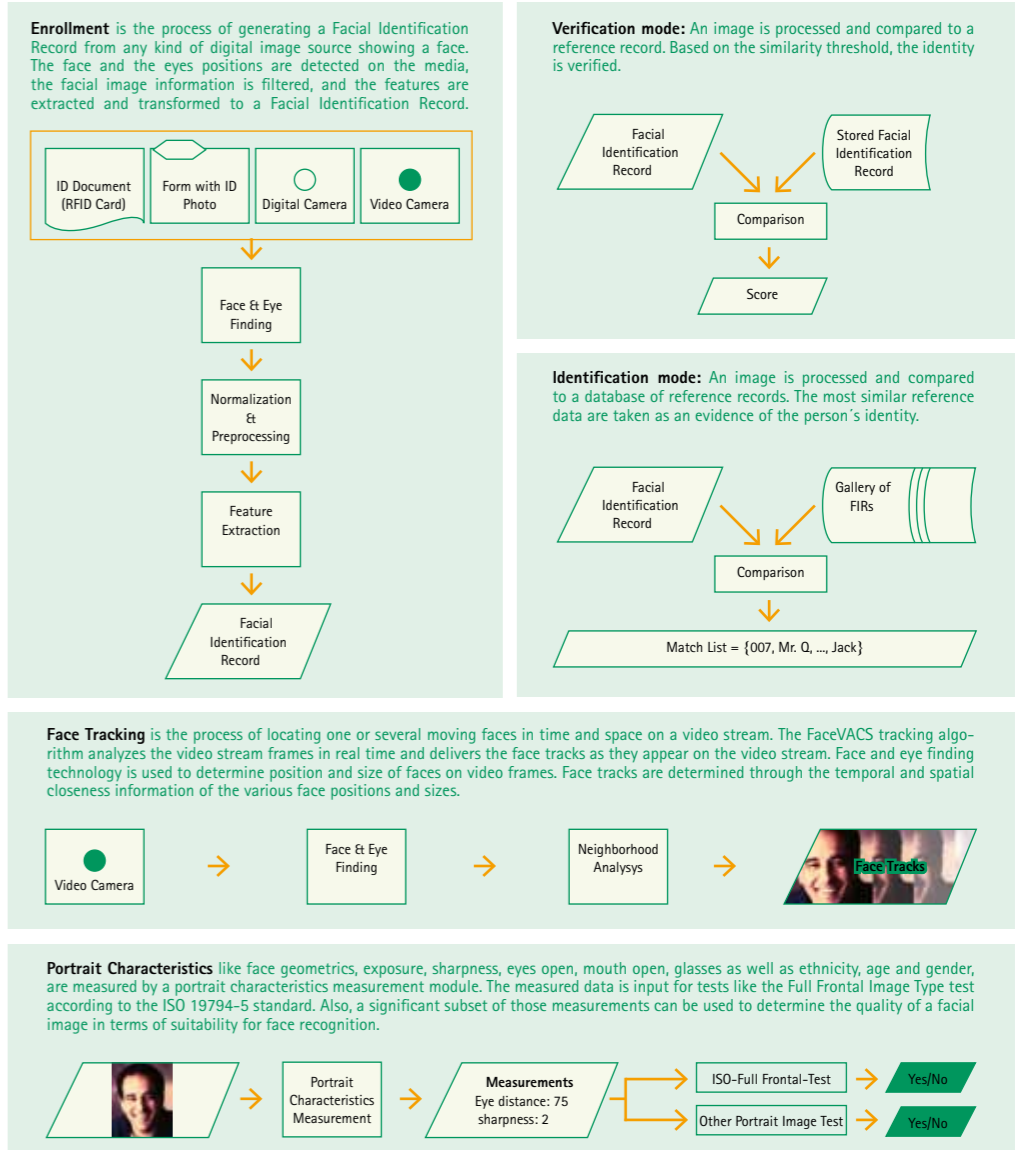 Enrollment is the process of generating a Facial Identification
Record from any kind of digital image source showing a face.
The face and the eyes positions are detected on the media,
the facial image information is filtered, and the features are
extracted and transformed to a Facial Identification Record.
ID Document
(RFID Card)
Form with ID
Photo
Digital Camera
Video Camera
Face & Eye
Finding
Normalization
&
Preprocessing
Feature
Extraction
Facial
Identification
Record
Verification mode: An image is processed and compared to a
reference record. Based on the similarity threshold, the identity
is verified.
Facial
Identification
Record
Stored Facial
Identification
Record
Comparison
Score
Identification mode: An image is processed and compared
to a database of reference records. The most similar reference
data are taken as an evidence of the person´s identity.
Facial
Identification
Record
Gallery of
FIRs
Comparison
Match List = {007, Mr. Q, ..., Jack}
Face Tracking is the process of locating one or several moving faces in time and space on a video stream. The FaceVACS tracking algo-
rithm analyzes the video stream frames in real time and delivers the face tracks as they appear on the video stream. Face and eye finding
technology is used to determine position and size of faces on video frames. Face tracks are determined through the temporal and spatial
closeness information of the various face positions and sizes.
Video Camera
Face & Eye
Finding
Neighborhood
Analysys
Face Tracks
Portrait Characteristics like face geometrics, exposure, sharpness, eyes open, mouth open, glasses as well as ethnicity, age and gender,
are measured by a portrait characteristics measurement module. The measured data is input for tests like the Full Frontal Image Type test
according to the ISO 19794-5 standard. Also, a significant subset of those measurements can be used to determine the quality of a facial
image in terms of suitability for face recognition.
Portrait
Characteristics
Measurement
Measurements
Eye distance: 75
sharpness: 2
ISO-Full Frontal-Test
Yes/No
Other Portrait Image Test
Yes/No